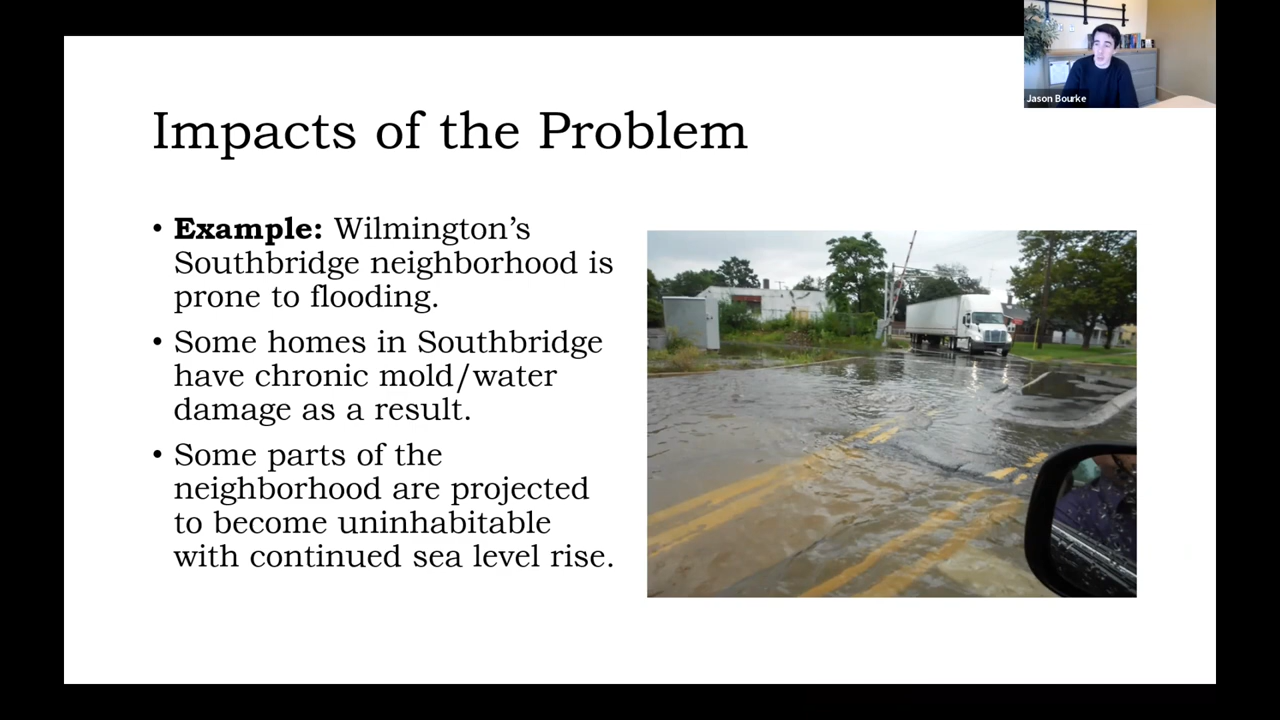 Jason Bourke
Impacts of the Problem
• Example: Wilmington’s
Southbridge neighborhood is
prone to flooding.
• Some homes in Southbridge
have chronic mold/water
damage as a result.
• Some parts of the
neighborhood are projected
to become uninhabitable
with continued sea level rise.